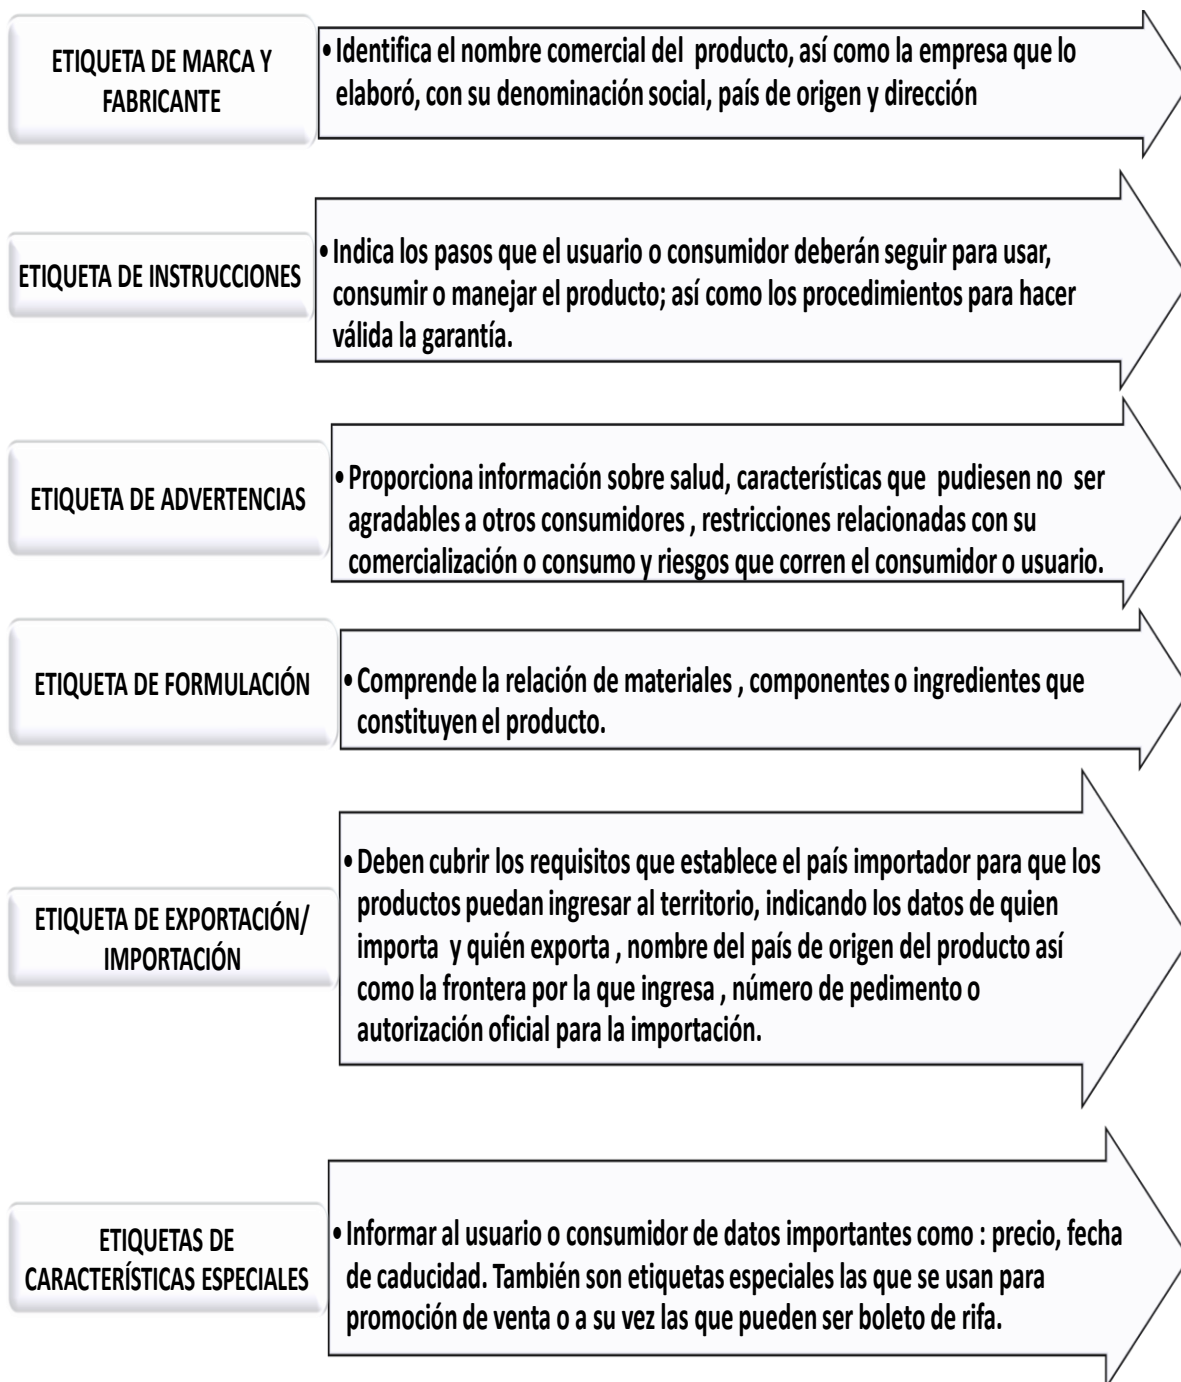 ETIQUETA DE MARCA Y
FABRICANTE
• Identifica el nombre comercial del producto, así como la empresa que lo
elaboró, con su denominación social, país de origen y dirección
ETIQUETA DE INSTRUCCIONES
• Indica los pasos que el usuario o consumidor deberán seguir para usar,
consumir o manejar el producto; así como los procedimientos para hacer
válida la garantía.
ETIQUETA DE ADVERTENCIAS
• Proporciona información sobre salud, características que pudiesen no ser
agradables a otros consumidores , restricciones relacionadas con su
comercialización o consumo y riesgos que corren el consumidor o usuario.
ETIQUETA DE FORMULACIÓN
• Comprende la relación de materiales , componentes o ingredientes que
constituyen el producto.
ETIQUETA DE EXPORTACIÓN/
IMPORTACIÓN
• Deben cubrir los requisitos que establece el país importador para que los
productos puedan ingresar al territorio, indicando los datos de quien
importa y quién exporta , nombre del país de origen del producto así
como la frontera por la que ingresa , número de pedimento o
autorización oficial para la importación.
ETIQUETAS DE
CARACTERÍSTICAS ESPECIALES
• Informar al usuario o consumidor de datos importantes como : precio, fecha
de caducidad. También son etiquetas especiales las que se usan para
promoción de venta o a su vez las que pueden ser boleto de rifa.